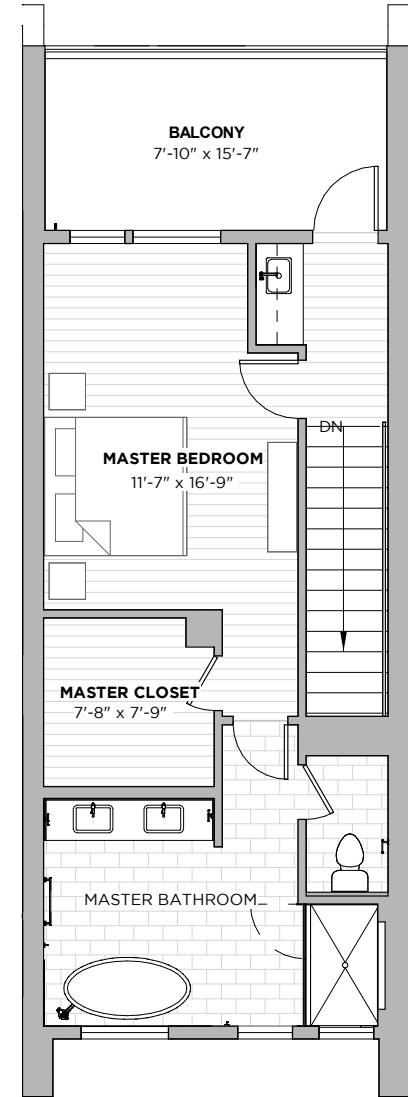 BALCONY
7'-10" x 15'-7"
DN
MASTER BEDROOM
11'-7" x 16'-9"
MASTER CLOSET
7'-8" x 7'-9"
MASTER BATHROOM